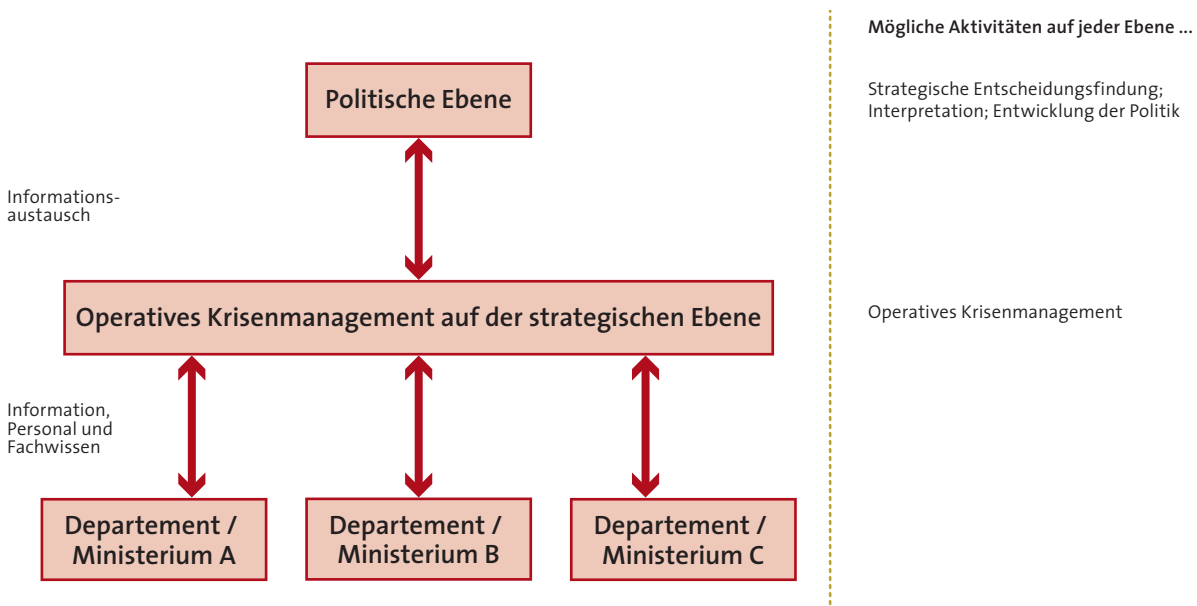 Mögliche Aktivitäten auf jeder Ebene ...
Politische Ebene
Strategische Entscheidungsfindung;
Interpretation; Entwicklung der Politik
Informations-
austausch
Operatives Krisenmanagement auf der strategischen Ebene
Operatives Krisenmanagement
Information,
Personal und
Fachwissen
Departement /
Ministerium A
Departement /
Ministerium B
Departement /
Ministerium C